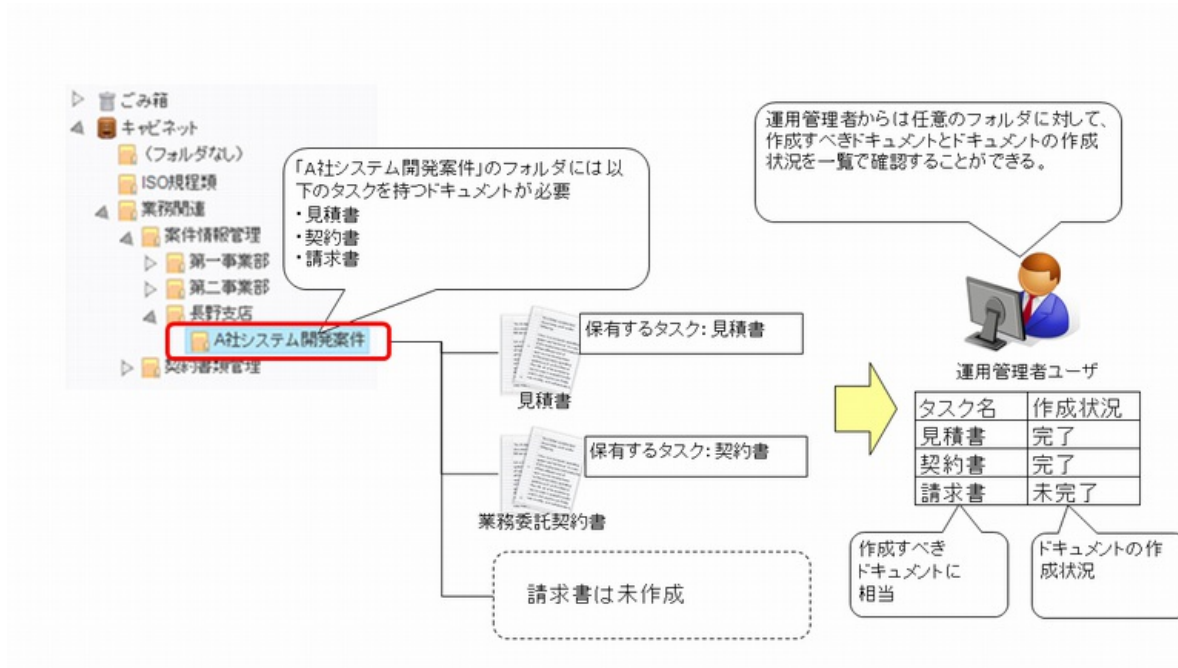 ごみ箱
キャビネット
(フォルダなし)
ISO規程類
業務関連
案件情報管理
第一事業部
第二事業部
長野支店
A社システム開発案件
契約書類管理
「A社システム開発案件」のフォルダには以
下のタスクを持つドキュメントが必要
・見積書
・契約書
・請求書
保有するタスク:見積書
見積書
保有するタスク:契約書
業務委託契約書
請求書は未作成
運用管理者からは任意のフォルダに対して、
作成すべきドキュメントとドキュメントの作成
状況を一覧で確認することができる。
運用管理者ユーザ
タスク名 作成状況
見積書 完了
契約書 完了
請求書 未完了
作成すべき
ドキュメントに
相当
ドキュメントの作
成状況